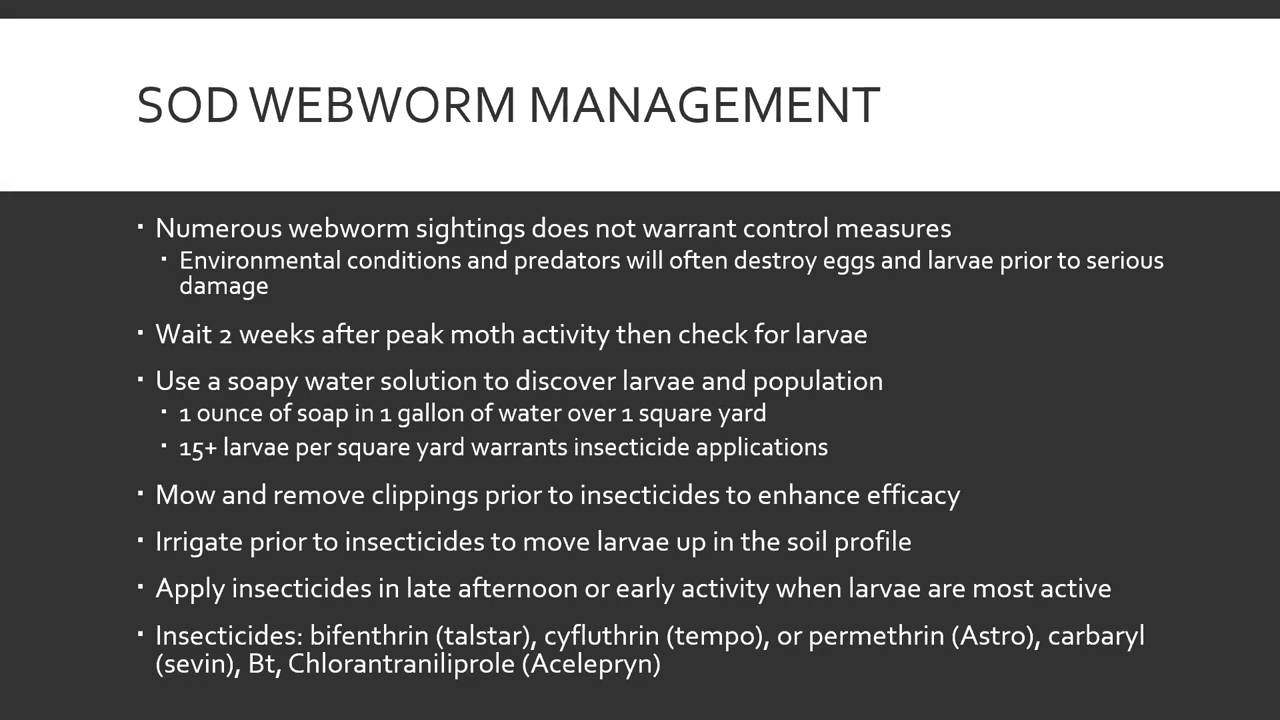 SOD WEBWORM MANAGEMENT
▪ Numerous webworm sightings does not warrant control measures
▪ Environmental conditions and predators will often destroy eggs and larvae prior to serious
damage
▪ Wait 2 weeks after peak moth activity then check for larvae
▪ Use a soapy water solution to discover larvae and population
▪ 1 ounce of soap in 1 gallon of water over 1 square yard
▪ 15+ larvae per square yard warrants insecticide applications
▪ Mow and remove clippings prior to insecticides to enhance efficacy
▪ Irrigate prior to insecticides to move larvae up in the soil profile
▪ Apply insecticides in late afternoon or early activity when larvae are most active
▪ Insecticides: bifenthrin (talstar), cyfluthrin (tempo), or permethrin (Astro), carbaryl
(sevin), Bt, Chlorantraniliprole (Acelepryn)